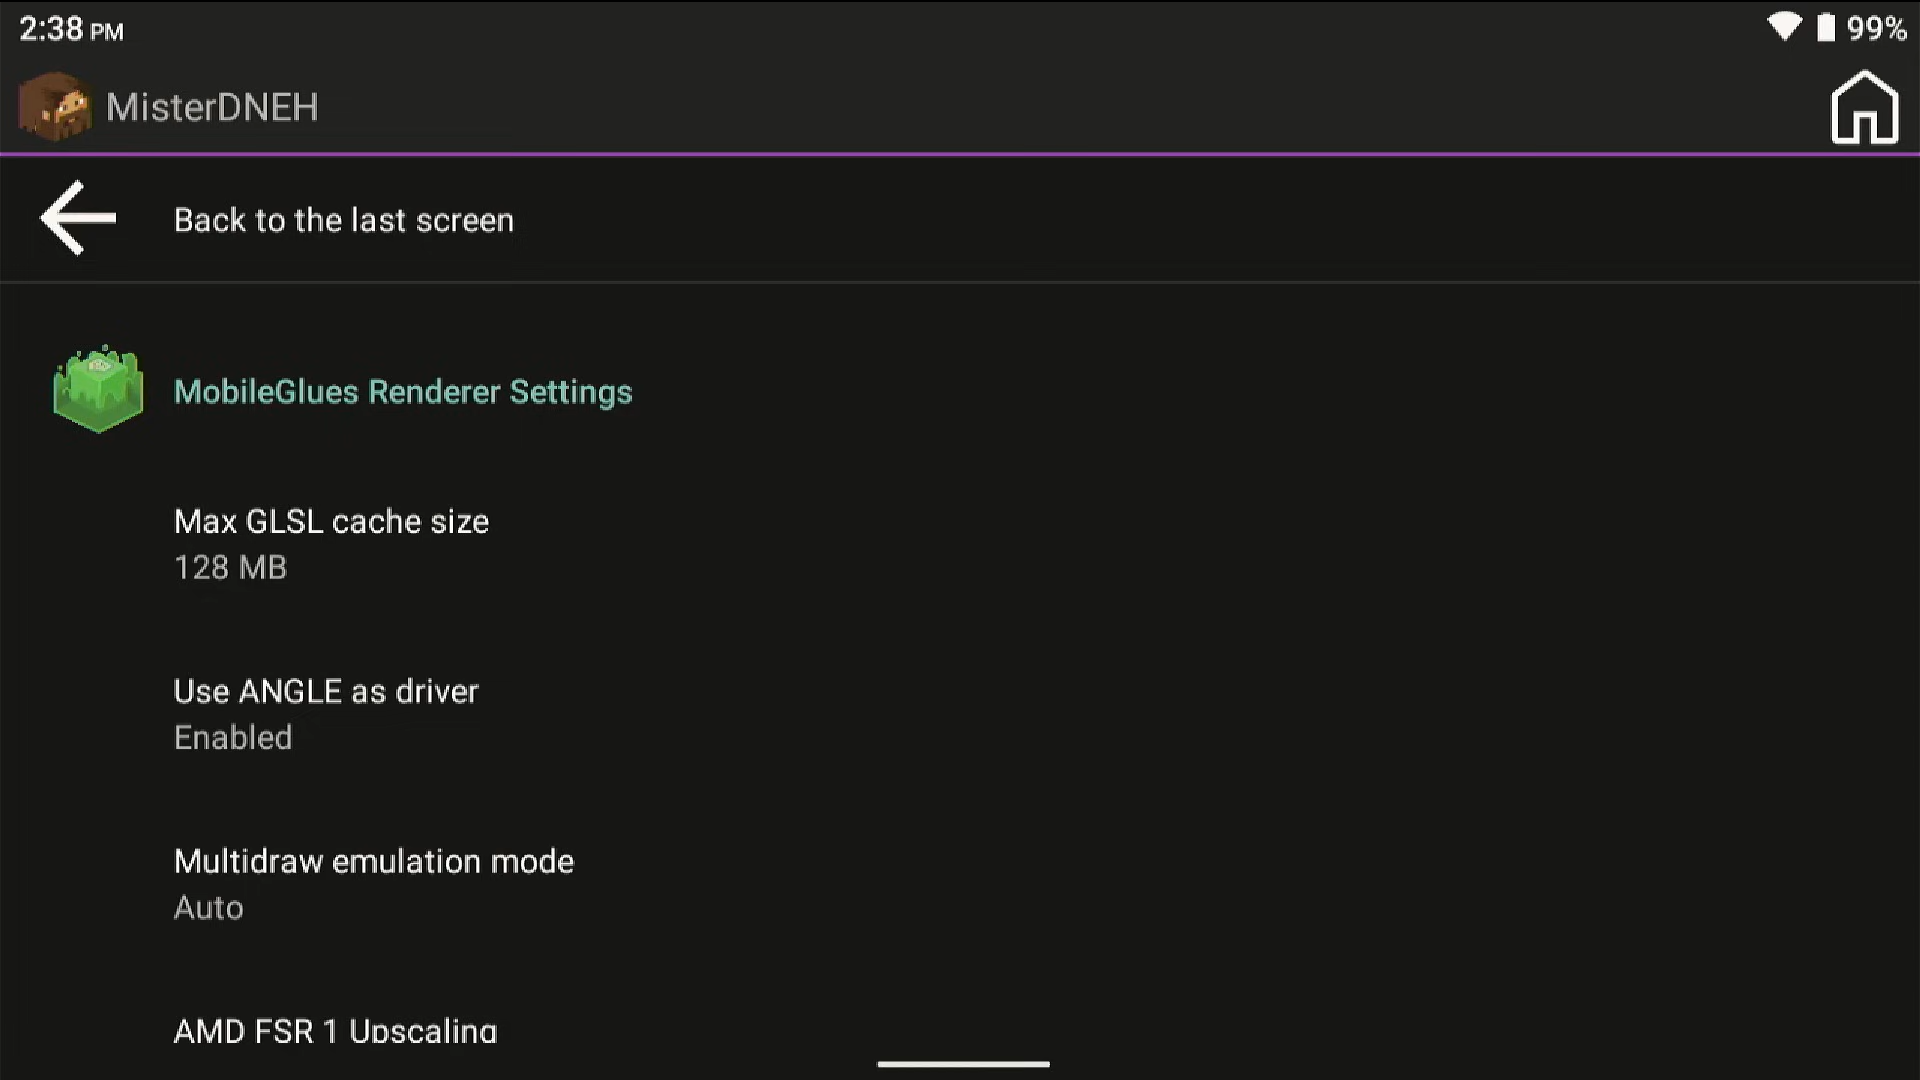 2:38 PM
99%
MisterDNEH
Back to the last screen
MobileGlues Renderer Settings
Max GLSL cache size
128 MB
Use ANGLE as driver
Enabled
Multidraw emulation mode
Auto
AMD FSR 1 Upscaling